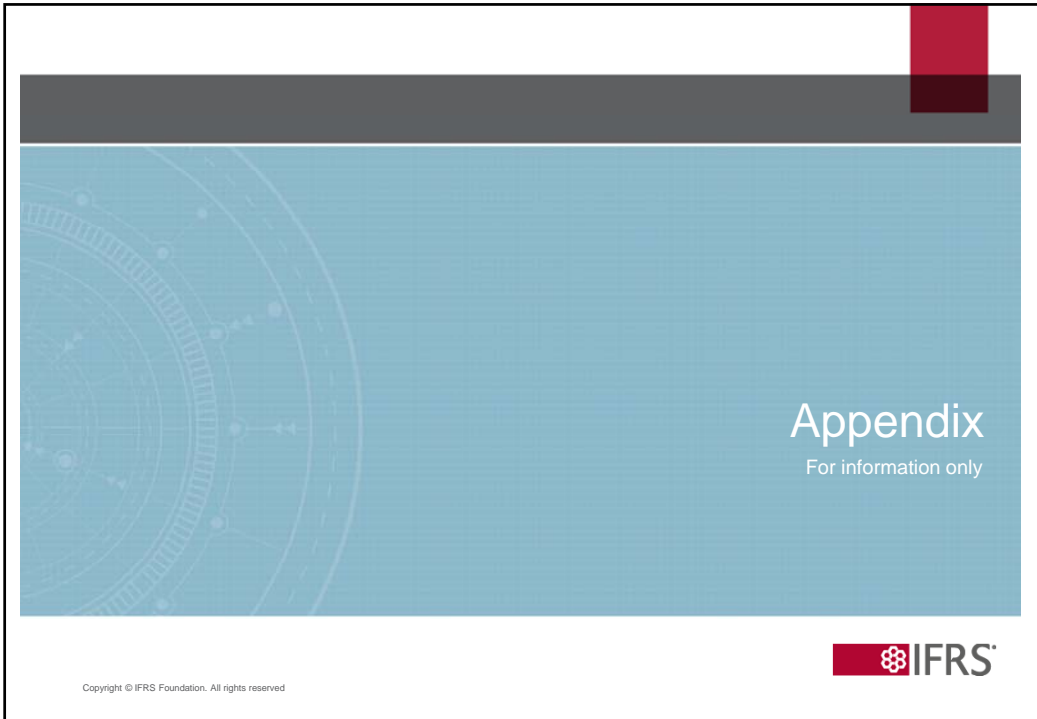 Appendix
For information only
IFRS
Copyright © IFRS Foundation. All rights reserved